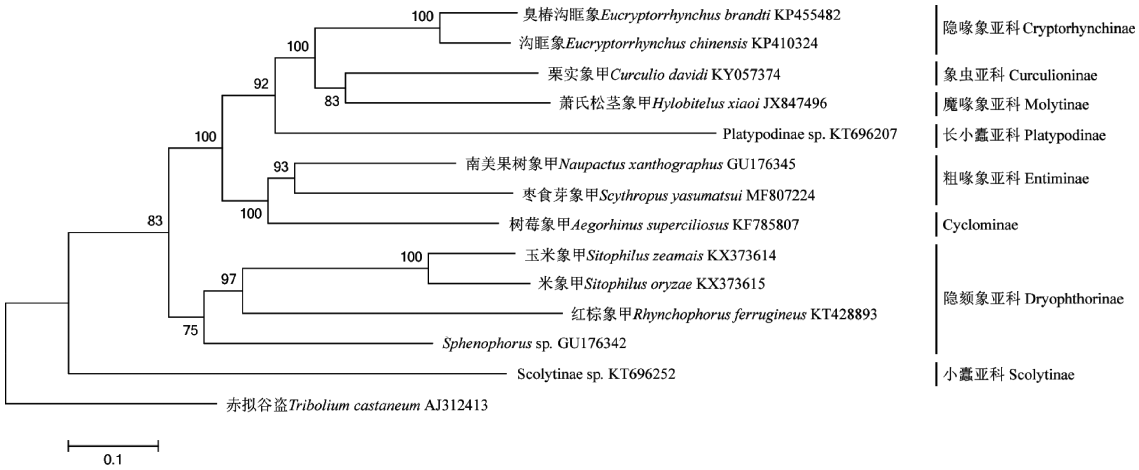 100
臭椿沟眶象Eucryptorrhynchus brandti KP455482
隐喙象亚科 Cryptorhynchinae
100
沟眶象Eucryptorrhynchus chinensis KP410324
92
栗实象甲Curculio davidi KY057374
象虫亚科 Curculioninae
83
萧氏松茎象甲Hylobitelus xiaoi JX847496
魔喙象亚科 Molytinae
100
Platypodinae sp. KT696207
长小蠹亚科 Platypodinae
93
南美果树象甲Naupactus xanthographus GU176345
粗喙象亚科 Entiminae
枣食芽象甲Scythropus yasumatsui MF807224
100
83
树莓象甲Aegorhinus superciliosus KF785807
Cyclominae
100
玉米象甲Sitophilus zeamais KX373614
97
米象甲Sitophilus oryzae KX373615
隐颏象亚科 Dryophthorinae
红棕象甲Rhynchophorus ferrugineus KT428893
75
Sphenophorus sp. GU176342
Scolytinae sp. KT696252
小蠹亚科 Scolytinae
赤拟谷盗Tribolium castaneum AJ312413
0.1